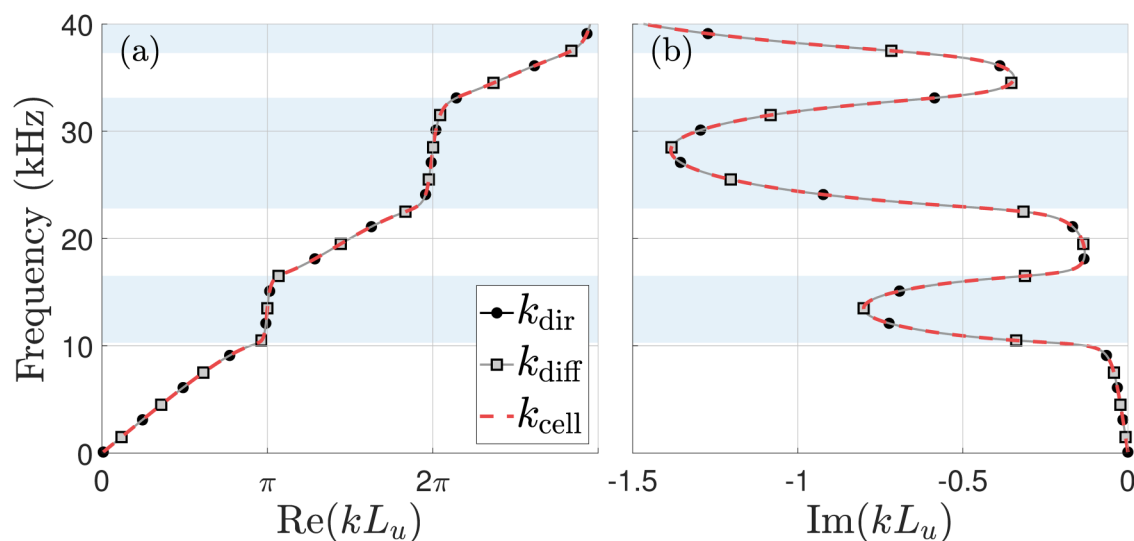 (a)
(b)
Frequency (kHz)
40
30
20
10
0
k_dir
k_diff
k_cell
0 π 2π
-1.5 -1 -0.5 0
Re(kL_u)
Im(kL_u)